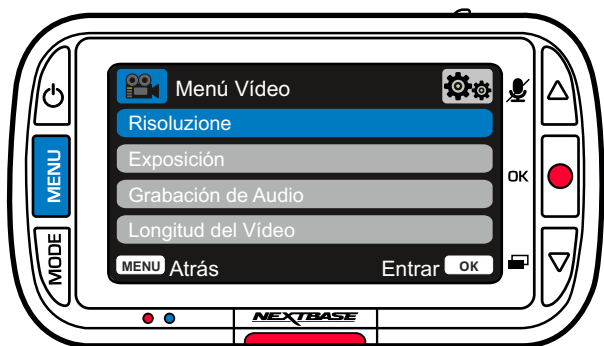 Menú Vídeo
Risoluzione
Exposición
Grabación de Audio
Longitud del Vídeo
MENU Atrás Entrar OK
MENU
MODE
OK
NEXTBASE